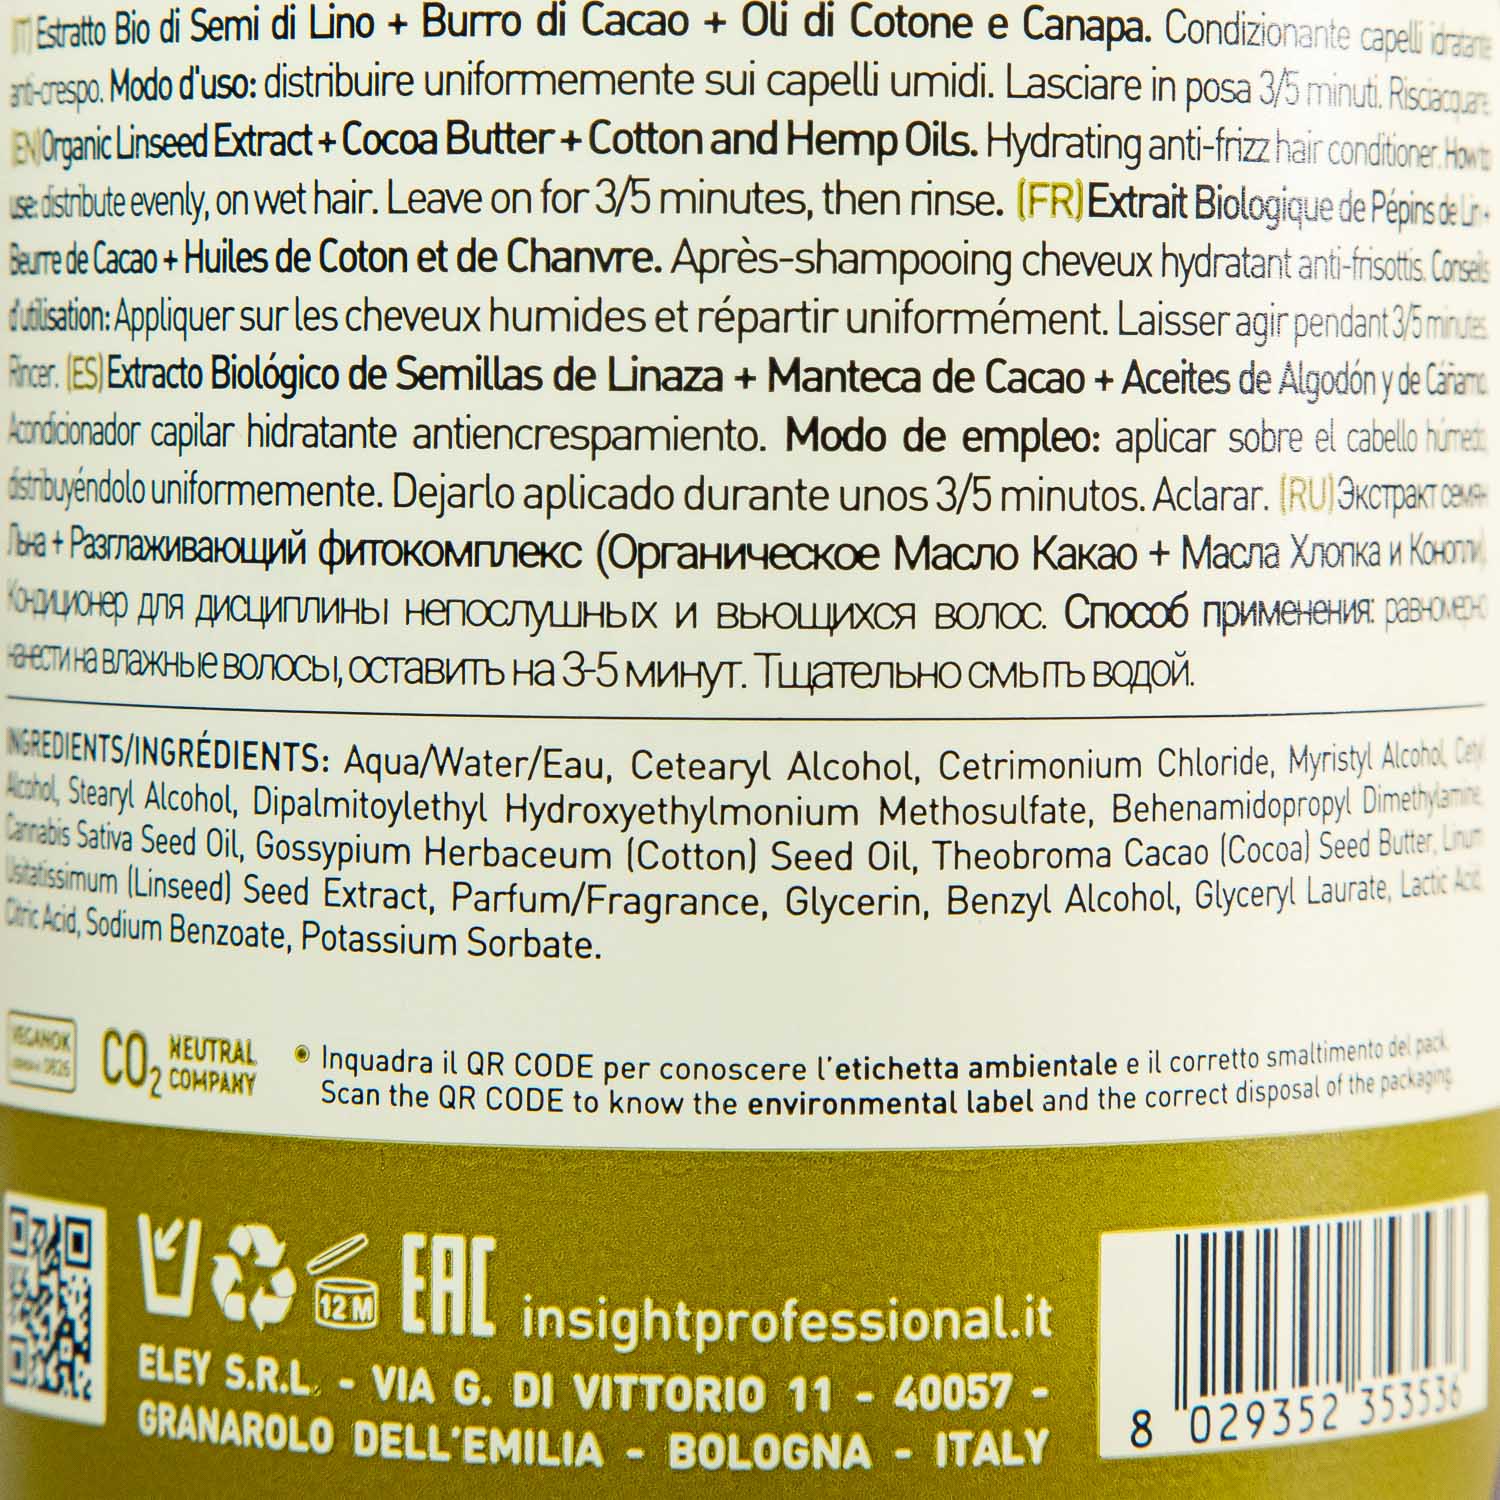 (IT) Estratto Bio di Semi di Lino + Burro di Cacao + Oli di Cotone e Canapa. Condizionante capelli idratante
anti-crespo. Modo d'uso: distribuire uniformemente sui capelli umidi. Lasciare in posa 3/5 minuti. Risciacquare.
(EN)Organic Linseed Extract + Cocoa Butter + Cotton and Hemp Oils. Hydrating anti-frizz hair conditioner. How to
use: distribute evenly, on wet hair. Leave on for 3/5 minutes, then rinse. (FR)Extrait Biologique de Pépins de Lin +
Beurre de Cacao + Huiles de Coton et de Chanvre. Après-shampooing cheveux hydratant anti-frisottis. Conseils
d'utilisation: Appliquer sur les cheveux humides et répartir uniformément. Laisser agir pendant 3/5 minutes.
Rincer. (ES)Extracto Biológico de Semillas de Linaza + Manteca de Cacao + Aceites de Algodón y de Cáñamo.
Acondicionador capilar hidratante antiencrespamiento. Modo de empleo: aplicar sobre el cabello húmedo,
distribuyéndolo uniformemente. Dejarlo aplicado durante unos 3/5 minutos. Aclarar. (RU)Экстракт семян
Льна + Разглаживающий фитокомплекс (Органическое Масло Какао + Масла Хлопка и Конопли).
Кондиционер для дисциплины непослушных и вьющихся волос. Способ применения: равномерно
нанести на влажные волосы, оставить на 3-5 минут. Тщательно смыть водой.
INGREDIENTS/INGRÉDIENTS: Aqua/Water/Eau, Cetearyl Alcohol, Cetrimonium Chloride, Myristyl Alcohol, Cetyl
Alcohol, Stearyl Alcohol, Dipalmitoylethyl Hydroxyethylmonium Methosulfate, Behenamidopropyl Dimethylamine,
Cannabis Sativa Seed Oil, Gossypium Herbaceum (Cotton) Seed Oil, Theobroma Cacao (Cocoa) Seed Butter, Linum
Usitatissimum (Linseed) Seed Extract, Parfum/Fragrance, Glycerin, Benzyl Alcohol, Glyceryl Laurate, Lactic Acid,
Citric Acid, Sodium Benzoate, Potassium Sorbate.
VEGANOK
0826
CO2 NEUTRAL
COMPANY
Inquadra il QR CODE per conoscere l'etichetta ambientale e il corretto smaltimento del pack.
Scan the QR CODE to know the environmental label and the correct disposal of the packaging.
12 M
EAC
insightprofessional.it
ELEY S.R.L. - VIA G. DI VITTORIO 11 - 40057 -
GRANAROLO DELL'EMILIA - BOLOGNA - ITALY
8 029352 353536